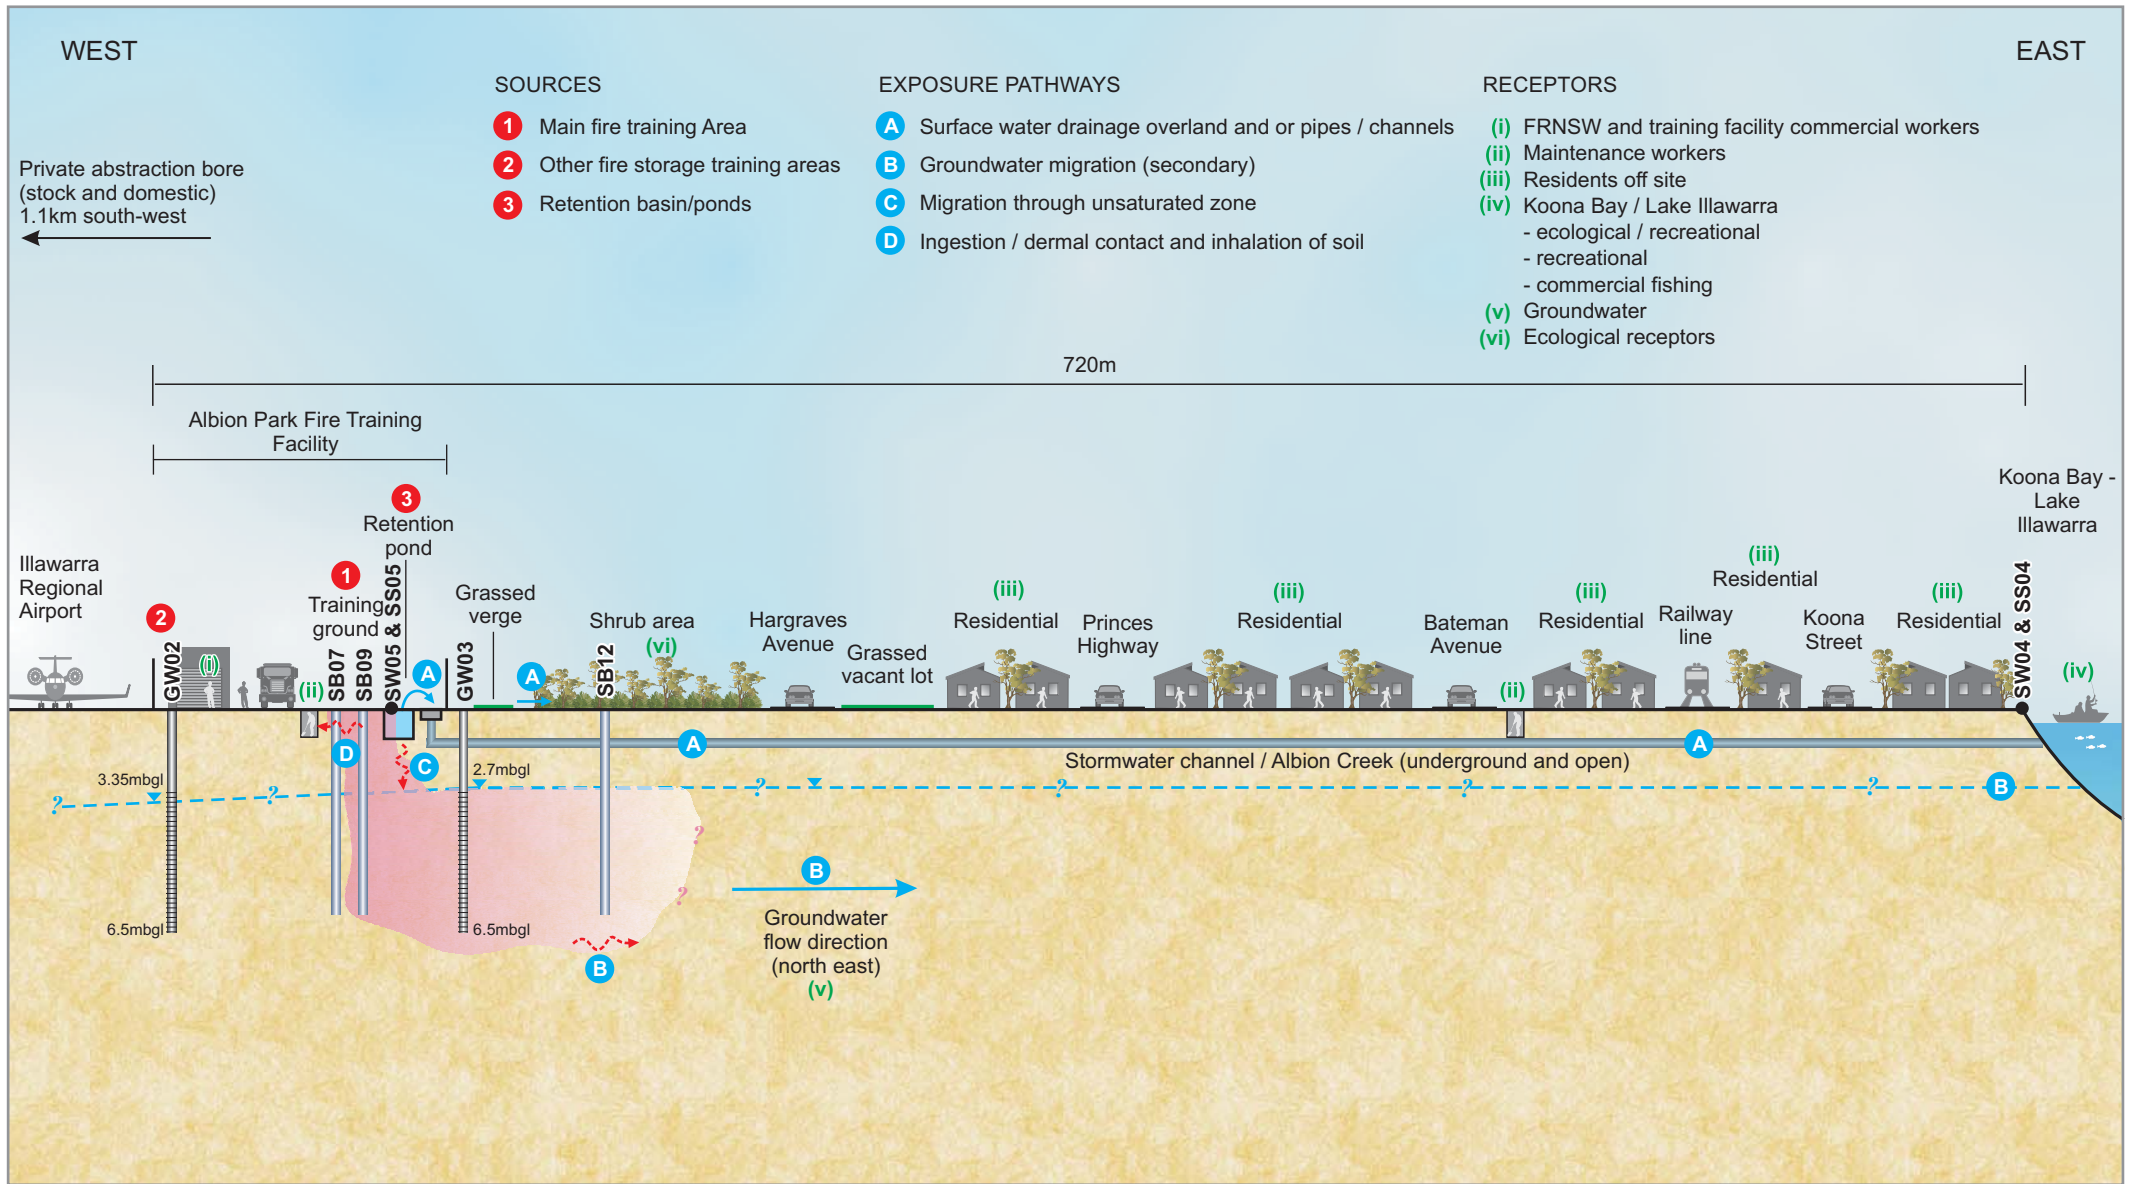 WEST
EAST
SOURCES
1 Main fire training Area
2 Other fire storage training areas
3 Retention basin/ponds
EXPOSURE PATHWAYS
A Surface water drainage overland and or pipes / channels
B Groundwater migration (secondary)
C Migration through unsaturated zone
D Ingestion / dermal contact and inhalation of soil
RECEPTORS
(i) FRNSW and training facility commercial workers
(ii) Maintenance workers
(iii) Residents off site
(iv) Koona Bay / Lake Illawarra
- ecological / recreational
- recreational
- commercial fishing
(v) Groundwater
(vi) Ecological receptors
Private abstraction bore
(stock and domestic)
1.1km south-west
720m
Albion Park Fire Training
Facility
Illawarra
Regional
Airport
2
GW02
(i)
(ii)
1
Training
ground
SB07
SB09
3
Retention
pond
SW05 & SS05
A
GW03
Grassed
verge
A
Shrub area
(vi)
SB12
Hargraves
Avenue
Grassed
vacant lot
(iii)
Residential
Princes
Highway
(iii)
Residential
Bateman
Avenue
(ii)
(iii)
Residential
Railway
line
(iii)
Residential
Koona
Street
(iii)
Residential
SW04 & SS04
Koona Bay -
Lake
Illawarra
(iv)
D
C
A
A
Stormwater channel / Albion Creek (underground and open)
3.35mbgl
2.7mbgl
?
?
?
?
?
?
B
?
?
6.5mbgl
6.5mbgl
B
B
Groundwater
flow direction
(north east)
(v)